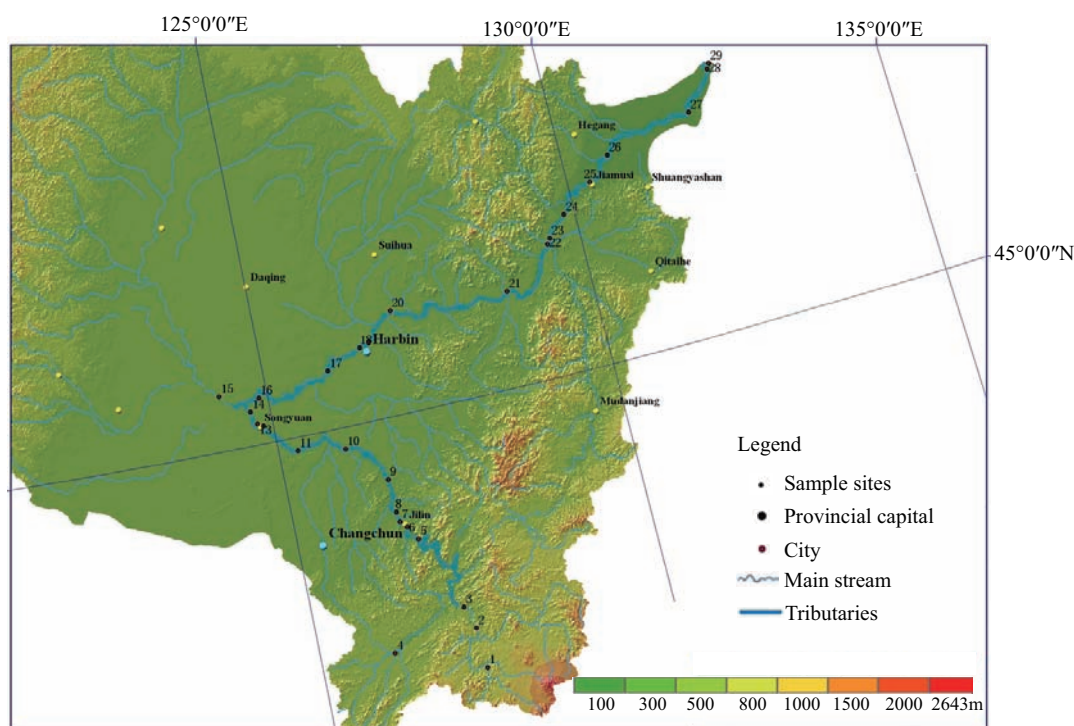 125°0′0″E
130°0′0″E
135°0′0″E
29
28
27
Hegang
26
25
Jiamusi
Shuangyashan
24
23
22
Suihua
45°0′0″N
Qitaihe
Daqing
21
20
18
Harbin
17
15
16
14
Songyuan
13
Mudanjiang
11
10
Legend
9
Sample sites
8
7
Jilin
Provincial capital
Changchun
6
5
City
Main stream
3
Tributaries
2
4
1
100 300 500 800 1000 1500 2000 2643m